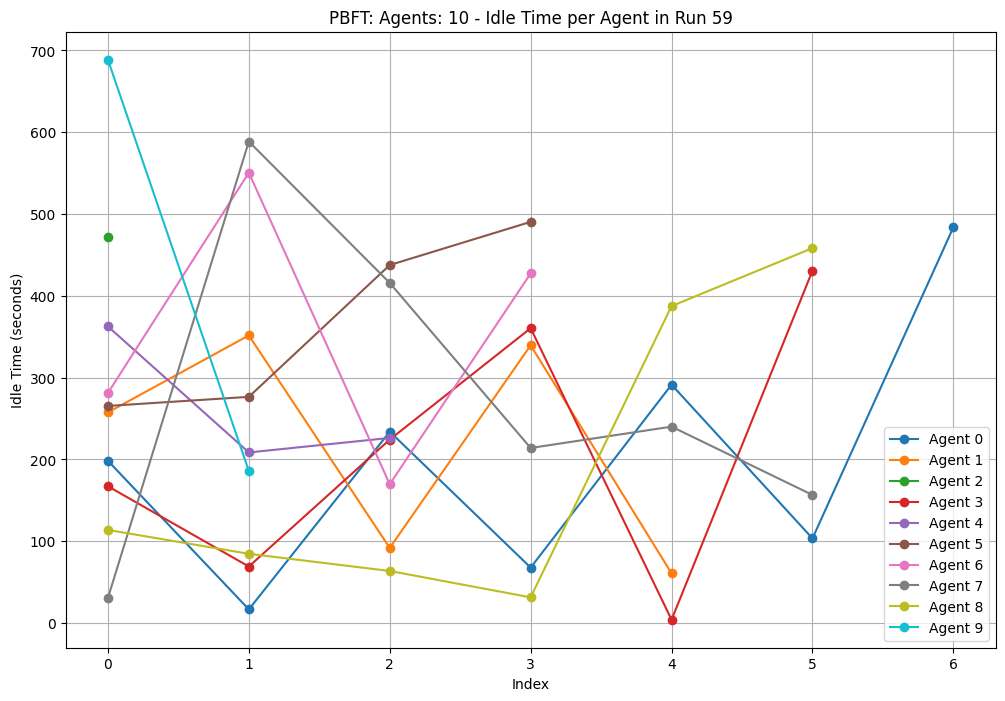 PBFT: Agents: 10 - Idle Time per Agent in Run 59
Idle Time (seconds)
700
600
500
400
300
200
100
0
0 1 2 3 4 5 6
Index
Agent 0
Agent 1
Agent 2
Agent 3
Agent 4
Agent 5
Agent 6
Agent 7
Agent 8
Agent 9